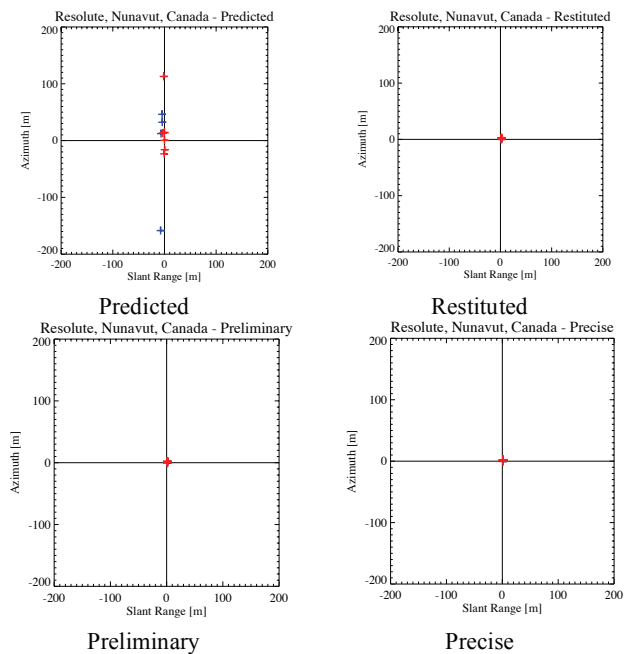 Resolute, Nunavut, Canada - Predicted
200
100
0
-100
-200
Azimuth [m]
-200 -100 0 100 200
Slant Range [m]
Predicted
Resolute, Nunavut, Canada - Restituted
200
100
0
-100
-200
Azimuth [m]
-200 -100 0 100 200
Slant Range [m]
Restituted
Resolute, Nunavut, Canada - Preliminary
200
100
0
-100
-200
Azimuth [m]
-200 -100 0 100 200
Slant Range [m]
Preliminary
Resolute, Nunavut, Canada - Precise
200
100
0
-100
-200
Azimuth [m]
-200 -100 0 100 200
Slant Range [m]
Precise